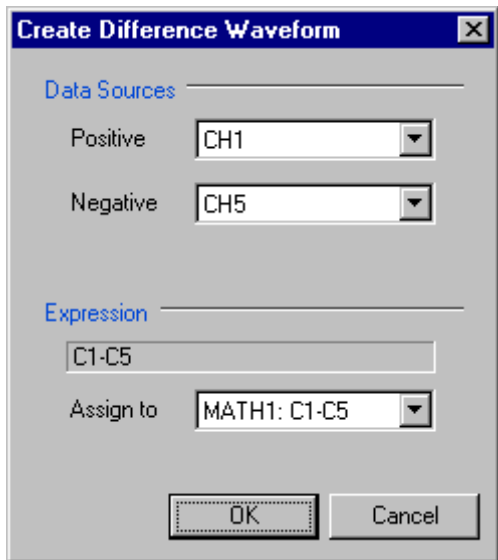 Create Difference Waveform
Data Sources
Positive CH1
Negative CH5
Expression
C1-C5
Assign to MATH1: C1-C5
OK Cancel